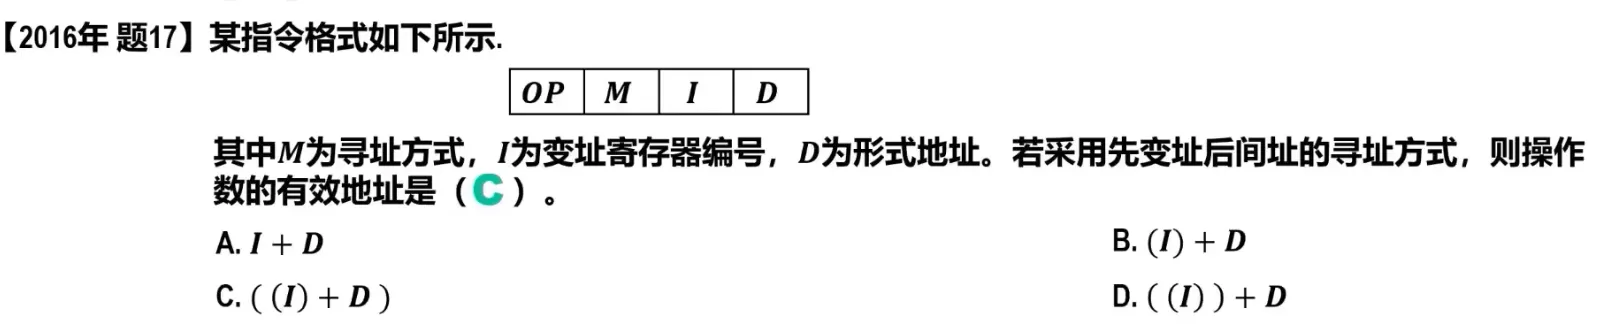 【2016年 题17】某指令格式如下所示.
OP M I D
其中M为寻址方式，I为变址寄存器编号，D为形式地址。若采用先变址后间址的寻址方式，则操作
数的有效地址是（C）。
A. I + D B. (I) + D
C. ( (I) + D ) D. ( (I) ) + D